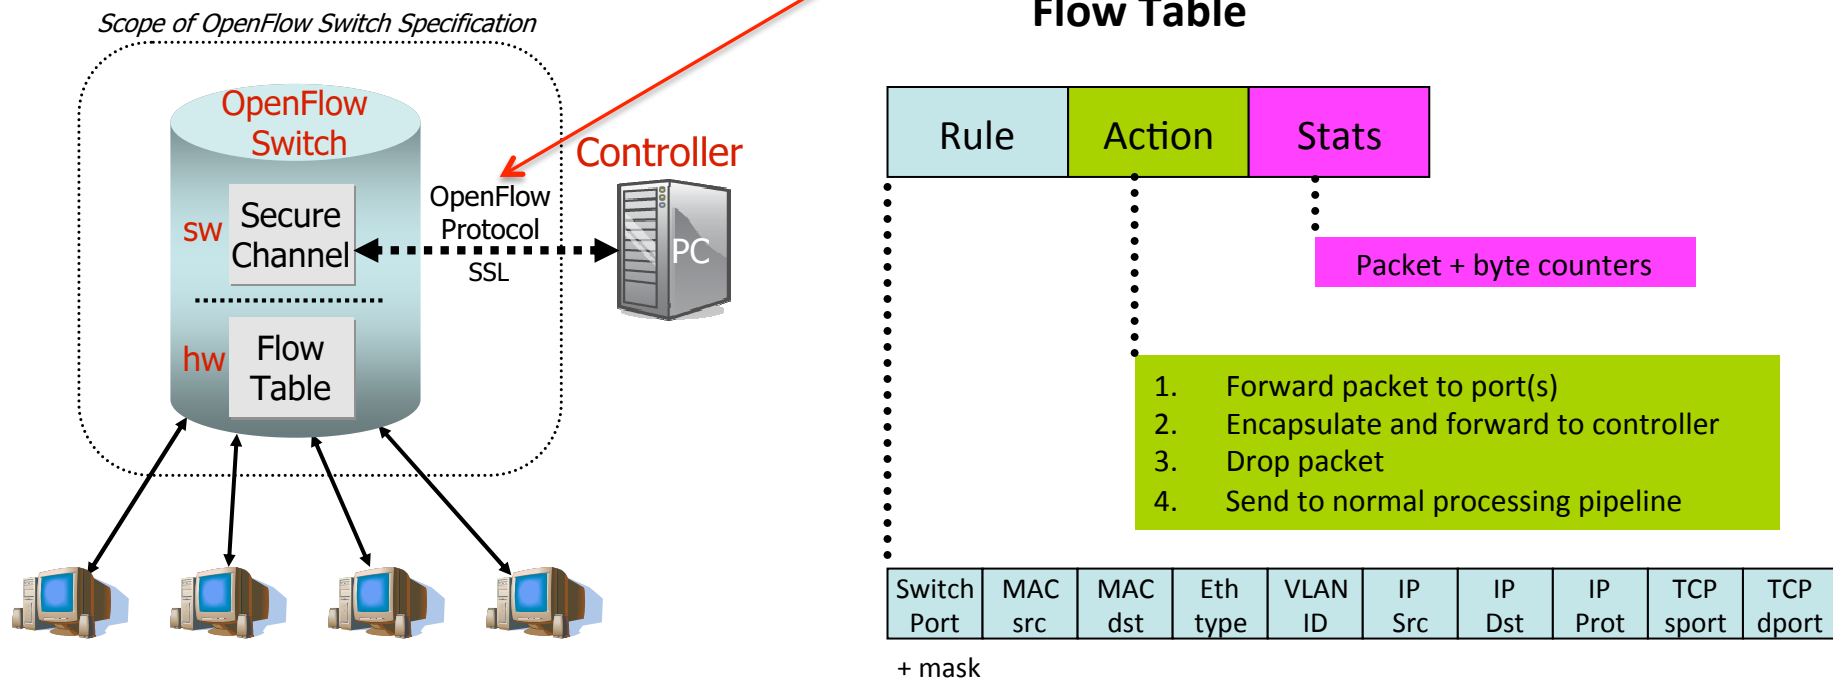 Scope of OpenFlow Switch Specification
OpenFlow
Switch
sw
Secure
Channel
hw
Flow
Table
OpenFlow
Protocol
SSL
Controller
PC
Flow Table
Rule
Action
Stats
Packet + byte counters
1. Forward packet to port(s)
2. Encapsulate and forward to controller
3. Drop packet
4. Send to normal processing pipeline
Switch MAC MAC Eth VLAN IP IP IP TCP TCP
Port src dst type ID Src Dst Prot sport dport
+ mask